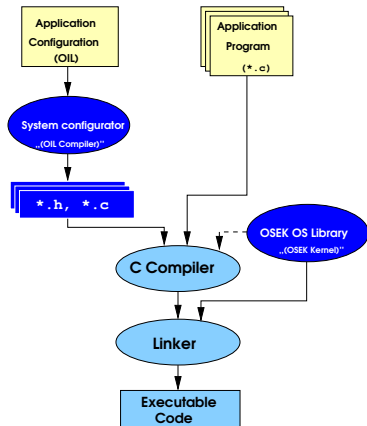 Application
Configuration
(OIL)
Application
Program
(*.c)
System configurator
„(OIL Compiler)”
*.h, *.c
OSEK OS Library
„(OSEK Kernel)”
C Compiler
Linker
Executable
Code